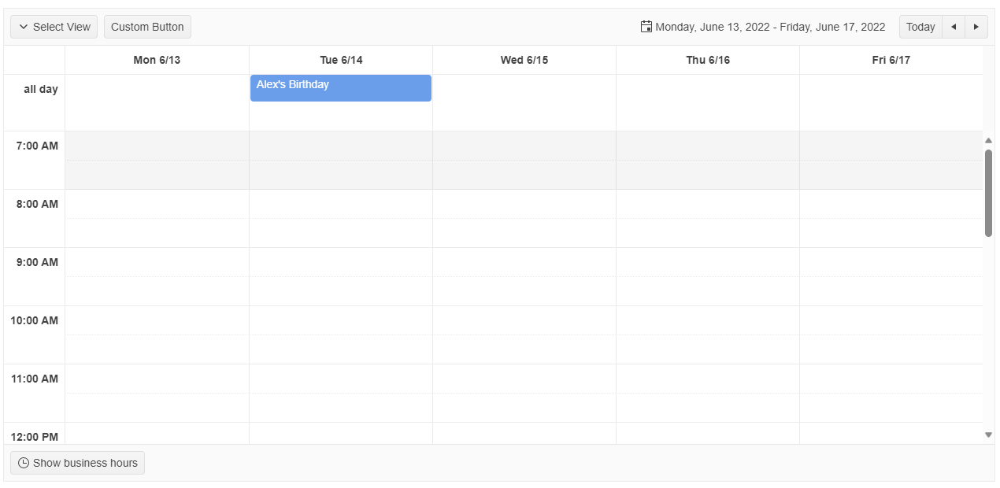 Select View Custom Button Monday, June 13, 2022 - Friday, June 17, 2022 Today
Mon 6/13 Tue 6/14 Wed 6/15 Thu 6/16 Fri 6/17
all day Alex's Birthday
7:00 AM
8:00 AM
9:00 AM
10:00 AM
11:00 AM
12:00 PM
Show business hours